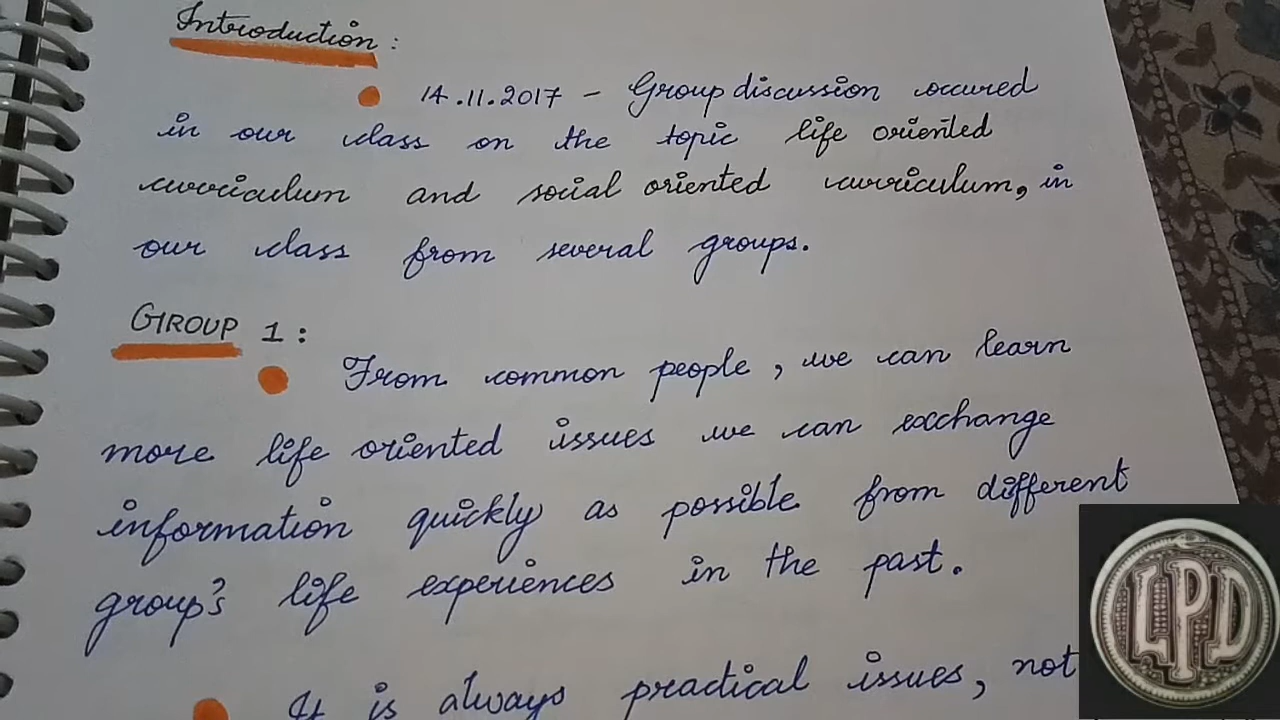 Introduction :
14.11.2017 - Group discussion occured
in our class on the topic life oriented
curriculum and social oriented curriculum, in
our class from several groups.
GROUP 1 :
From common people, we can learn
more life oriented issues we can exchange
information quickly as possible from different
group's life experiences in the past.
It is always practical issues, not
LPD